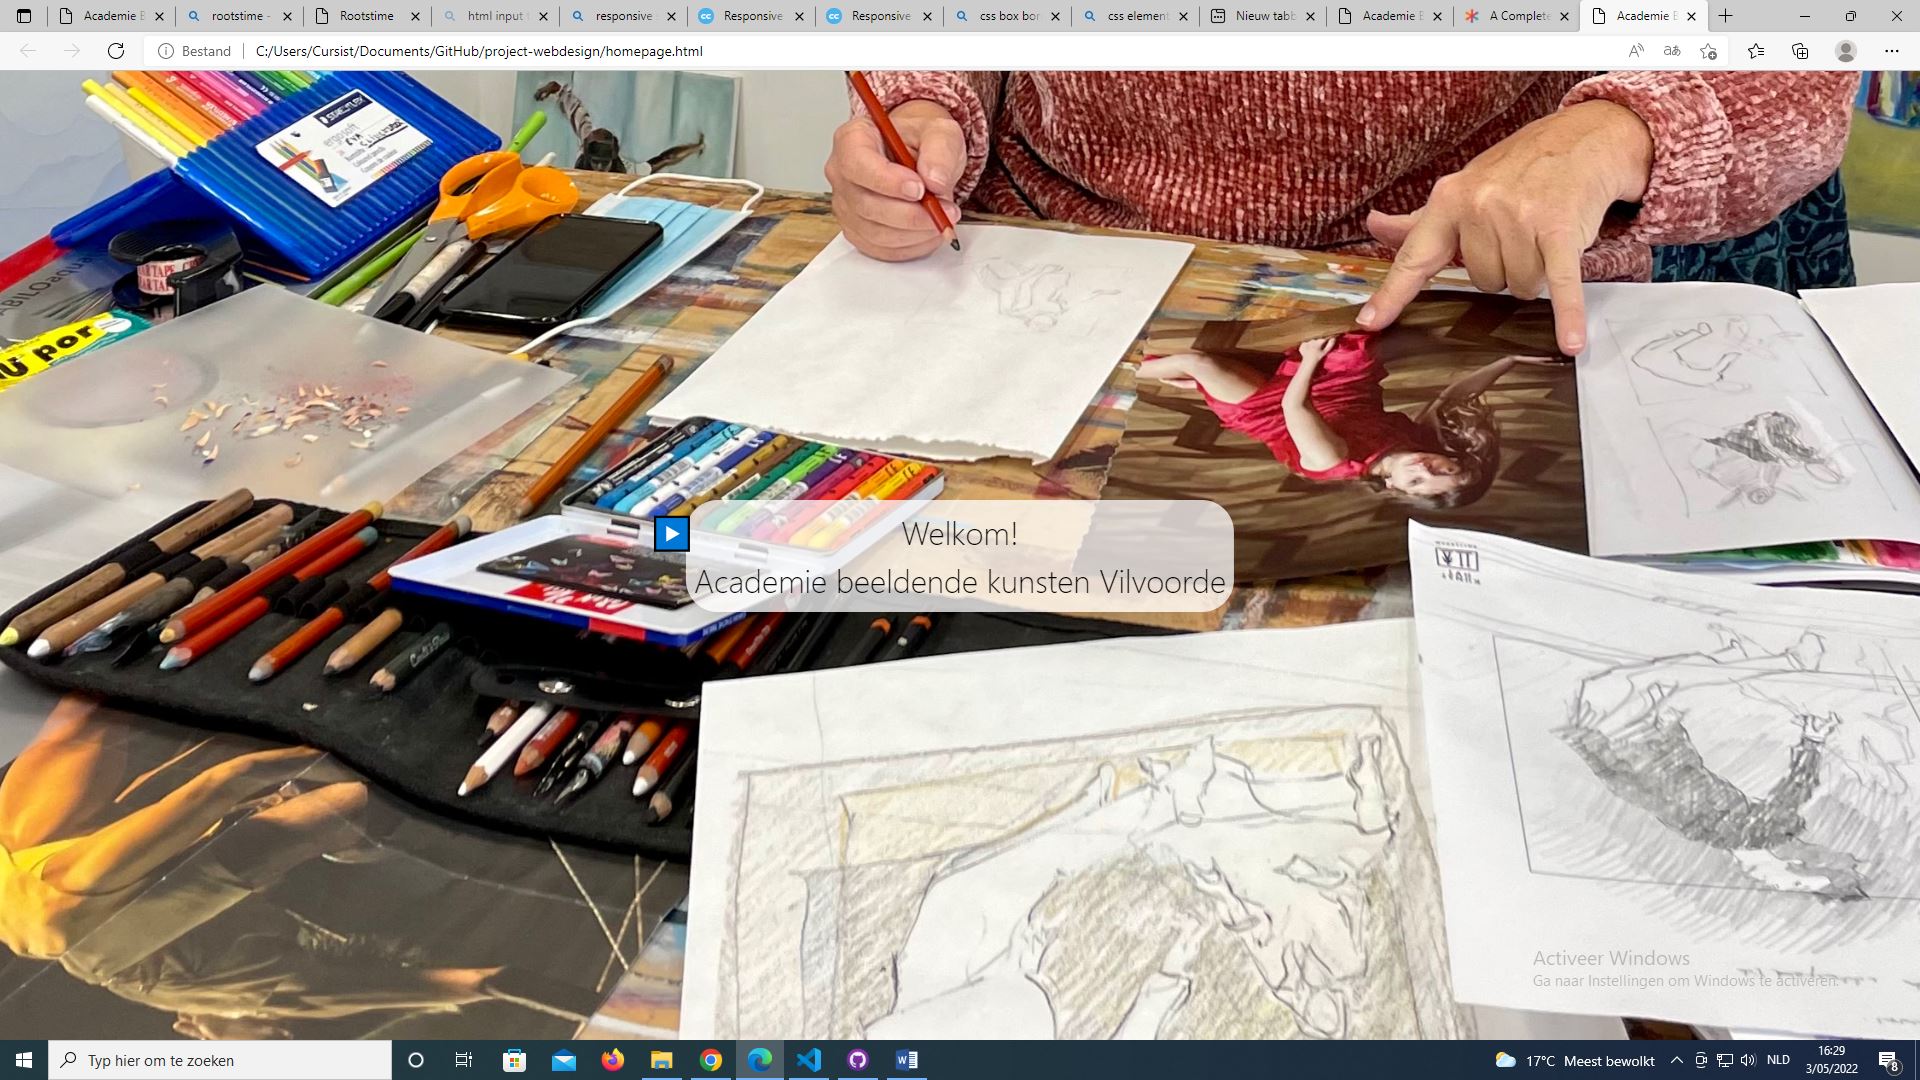 Academie B
rootstime -
Rootstime
html input t
responsive s
Responsive
Responsive
css box bor
css element
Nieuw tabb
Academie B
A Complete
Academie B
Bestand
C:/Users/Cursist/Documents/GitHub/project-webdesign/homepage.html
STAEDTLER
ergosoft
Welkom!
Academie beeldende kunsten Vilvoorde
Activeer Windows
Ga naar Instellingen om Windows te activeren.
Typ hier om te zoeken
17°C Meest bewolkt
NLD
16:29
3/05/2022
8